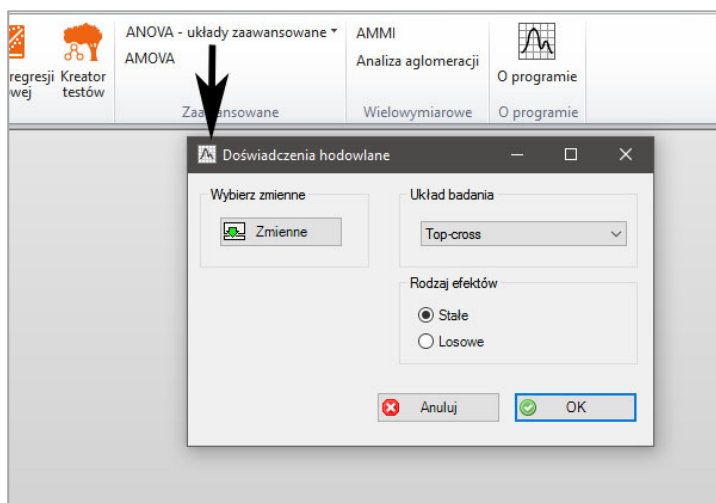 ANOVA - układy zaawansowane
AMMI
AMOVA
Analiza aglomeracji
regresji
Kreator
O programie
wej
testów
Zaawansowane
Wielowymiarowe
O programie
Doświadczenia hodowlane
Wybierz zmienne
Układ badania
Zmienne
Top-cross
Rodzaj efektów
Stałe
Losowe
Anuluj
OK